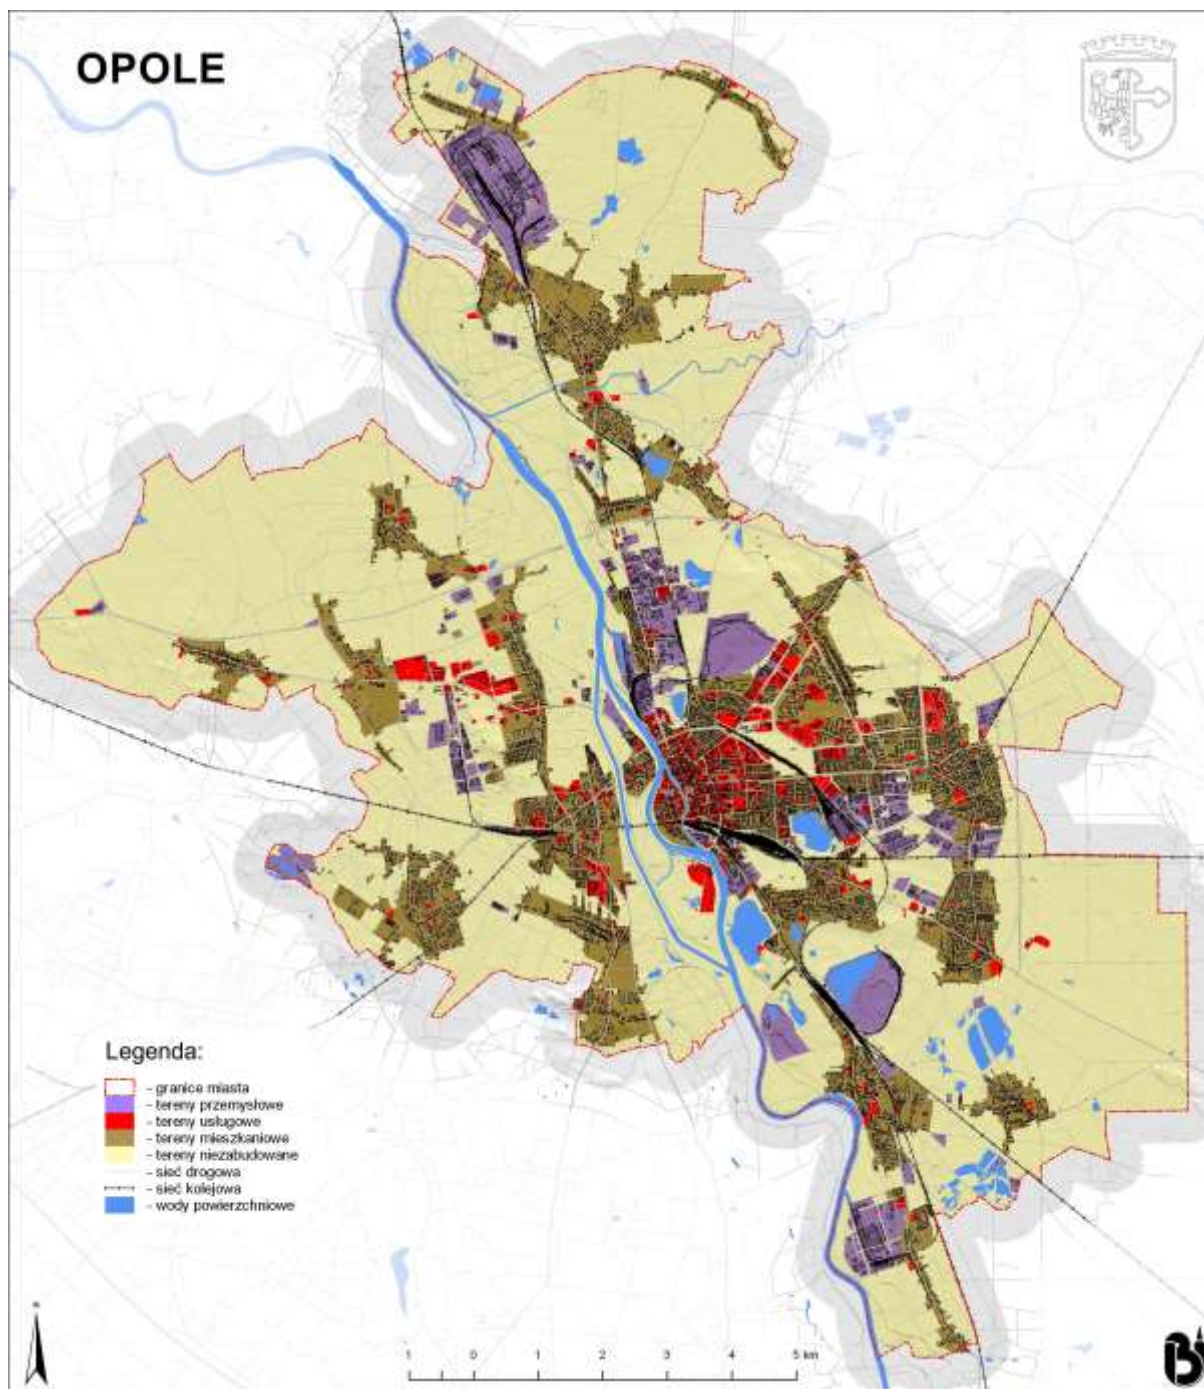 OPOLE
Legenda:
- granice miasta
- tereny przemysłowe
- tereny usługowe
- tereny mieszkaniowe
- tereny niezabudowane
- sieć drogowa
- sieć kolejowa
- wody powierzchniowe
1 0 1 2 3 4 5 km